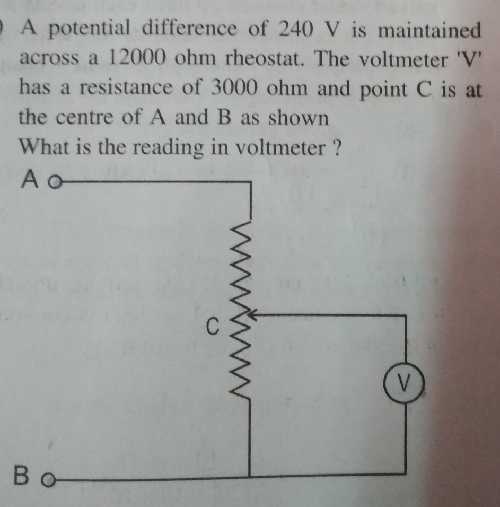 A potential difference of 240 V is maintained
across a 12000 ohm rheostat. The voltmeter 'V'
has a resistance of 3000 ohm and point C is at
the centre of A and B as shown
What is the reading in voltmeter ?
A
C
V
B